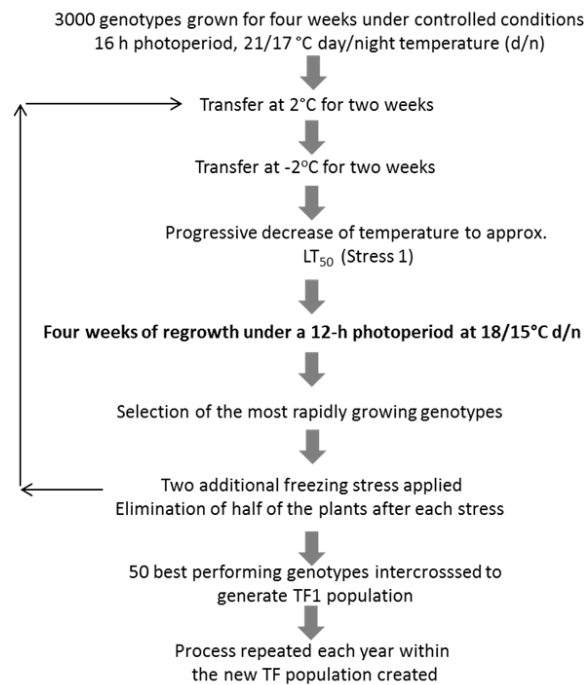 3000 genotypes grown for four weeks under controlled conditions
16 h photoperiod, 21/17 °C day/night temperature (d/n)
Transfer at 2°C for two weeks
Transfer at -2°C for two weeks
Progressive decrease of temperature to approx.
LT50 (Stress 1)
Four weeks of regrowth under a 12-h photoperiod at 18/15°C d/n
Selection of the most rapidly growing genotypes
Two additional freezing stress applied
Elimination of half of the plants after each stress
50 best performing genotypes intercrosssed to
generate TF1 population
Process repeated each year within
the new TF population created